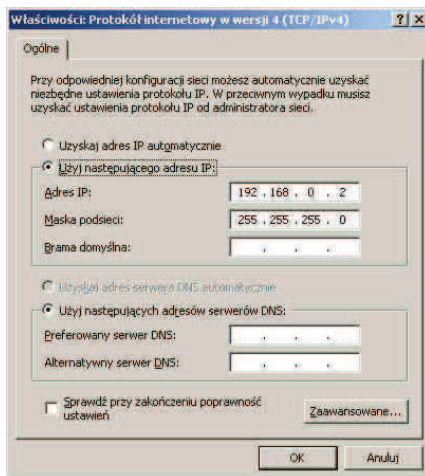 Właściwości: Protokół internetowy w wersji 4 (TCP/IPv4)
Ogólne
Przy odpowiedniej konfiguracji sieci możesz automatycznie uzyskać
niezbędne ustawienia protokołu IP. W przeciwnym wypadku musisz
uzyskać ustawienia protokołu IP od administratora sieci.
Uzyskaj adres IP automatycznie
Użyj następującego adresu IP:
Adres IP: 192 . 168 . 0 . 2
Maska podsieci: 255 . 255 . 255 . 0
Brama domyślna: . . .
Uzyskaj adres serwera DNS automatycznie
Użyj następujących adresów serwerów DNS:
Preferowany serwer DNS: . . .
Alternatywny serwer DNS: . . .
Sprawdź przy zakończeniu poprawność
ustawień
Zaawansowane...
OK Anuluj